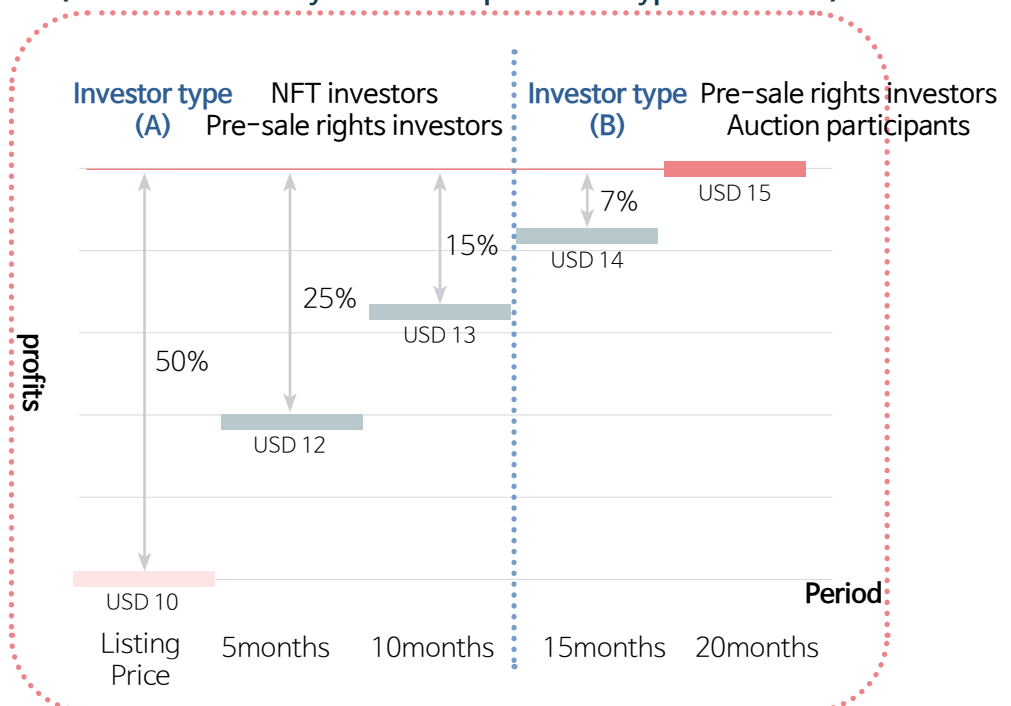 Investor type
(A)
NFT investors
Pre-sale rights investors
Investor type
(B)
Pre-sale rights investors
Auction participants
USD 15
7%
USD 14
15%
25%
USD 13
50%
USD 12
USD 10
profits
Period
Listing
Price
5months
10months
15months
20months